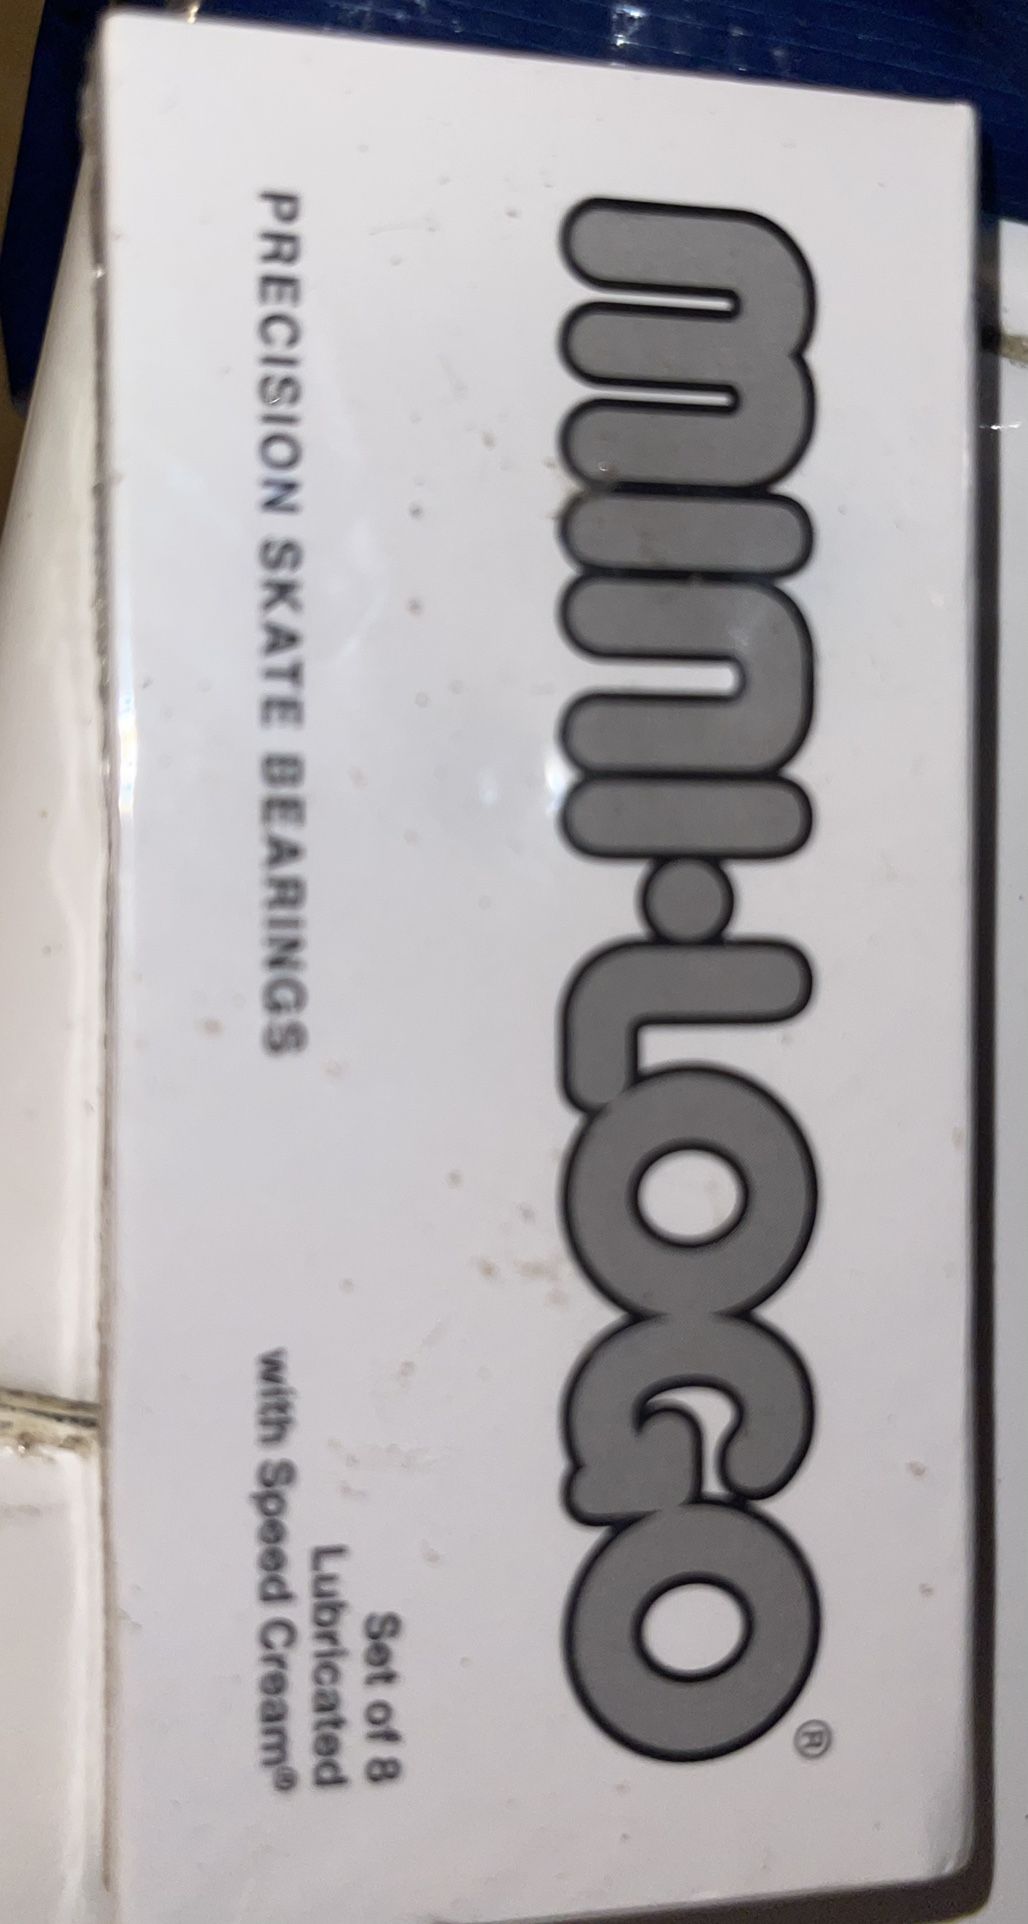 mini•LOGO®
PRECISION SKATE BEARINGS
Set of 8
Lubricated
with Speed Cream®